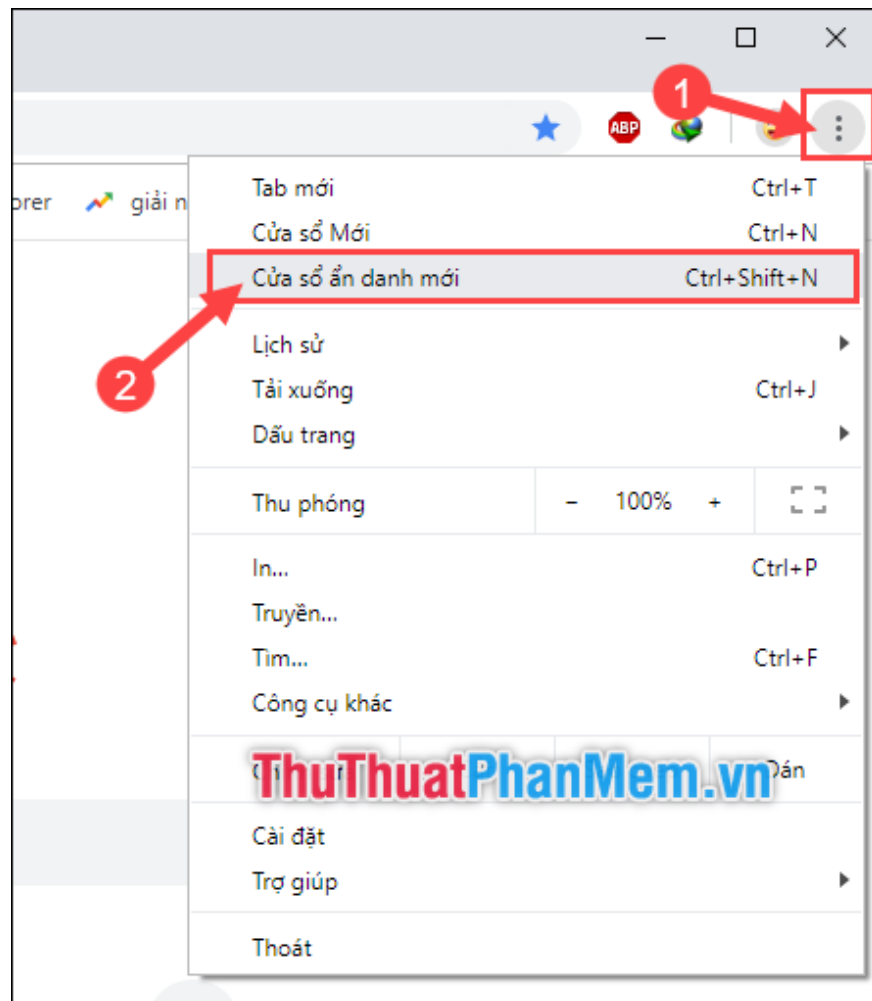 1
ABP
orer giải n
Tab mới Ctrl+T
Cửa sổ Mới Ctrl+N
Cửa sổ ẩn danh mới Ctrl+Shift+N
2
Lịch sử
Tải xuống Ctrl+J
Dấu trang
Thu phóng − 100% +
In... Ctrl+P
Truyền...
Tìm... Ctrl+F
Công cụ khác
ThuThuatPhanMem.vn Dán
Cài đặt
Trợ giúp
Thoát